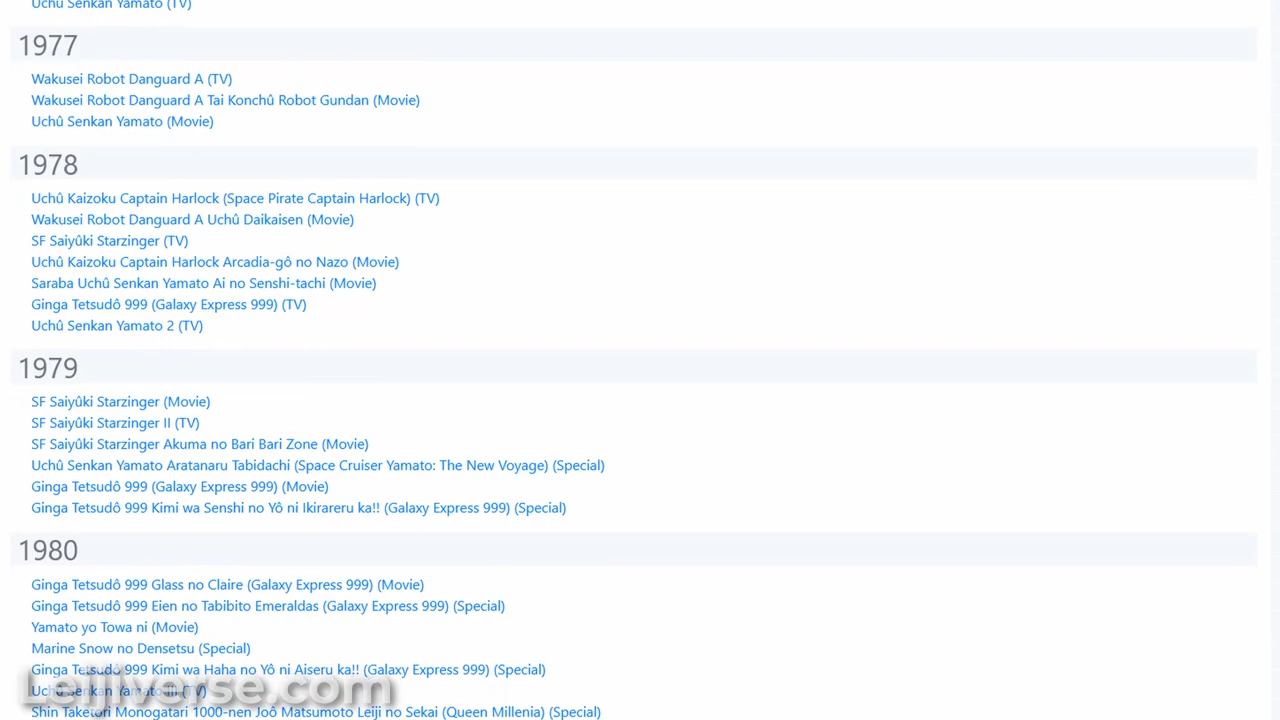 Uchû Senkan Yamato (TV)
1977
Wakusei Robot Danguard A (TV)
Wakusei Robot Danguard A Tai Konchû Robot Gundan (Movie)
Uchû Senkan Yamato (Movie)
1978
Uchû Kaizoku Captain Harlock (Space Pirate Captain Harlock) (TV)
Wakusei Robot Danguard A Uchû Daikaisen (Movie)
SF Saiyûki Starzinger (TV)
Uchû Kaizoku Captain Harlock Arcadia-gô no Nazo (Movie)
Saraba Uchû Senkan Yamato Ai no Senshi-tachi (Movie)
Ginga Tetsudô 999 (Galaxy Express 999) (TV)
Uchû Senkan Yamato 2 (TV)
1979
SF Saiyûki Starzinger (Movie)
SF Saiyûki Starzinger II (TV)
SF Saiyûki Starzinger Akuma no Bari Bari Zone (Movie)
Uchû Senkan Yamato Aratanaru Tabidachi (Space Cruiser Yamato: The New Voyage) (Special)
Ginga Tetsudô 999 (Galaxy Express 999) (Movie)
Ginga Tetsudô 999 Kimi wa Senshi no Yô ni Ikirareru ka!! (Galaxy Express 999) (Special)
1980
Ginga Tetsudô 999 Glass no Claire (Galaxy Express 999) (Movie)
Ginga Tetsudô 999 Eien no Tabibito Emeraldas (Galaxy Express 999) (Special)
Yamato yo Towa ni (Movie)
Marine Snow no Densetsu (Special)
Ginga Tetsudô 999 Kimi wa Haha no Yô ni Aiseru ka!! (Galaxy Express 999) (Special)
Uchû Senkan Yamato III (TV)
Leijiverse.com
Shin Taketori Monogatari 1000-nen Joô Matsumoto Leiji no Sekai (Queen Millenia) (Special)